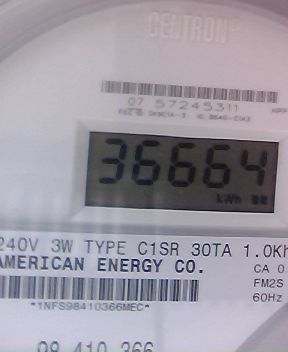 CENTRON®
07 57245311
36664
kWh
240V 3W TYPE C1SR 30TA 1.0Kh
AMERICAN ENERGY CO.
CA 0.
FM2S
60Hz
*1NFS98410366MEC*
98 410 366